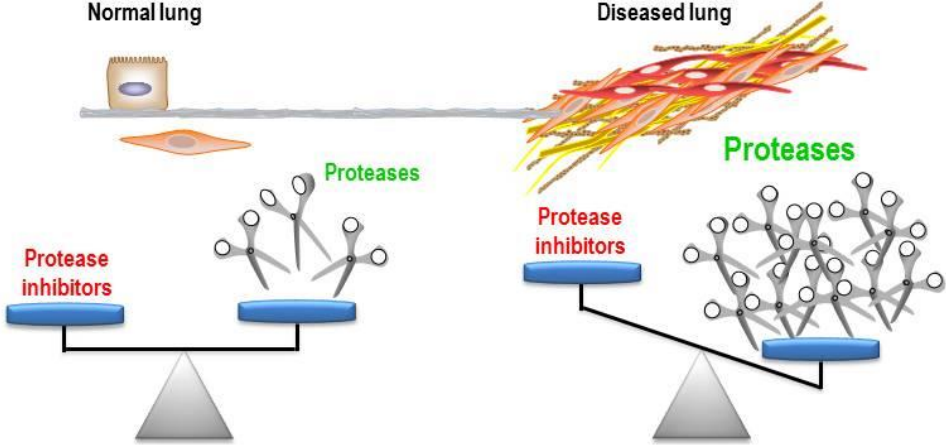 Normal lung
Diseased lung
Proteases
Protease
inhibitors
Proteases
Protease
inhibitors